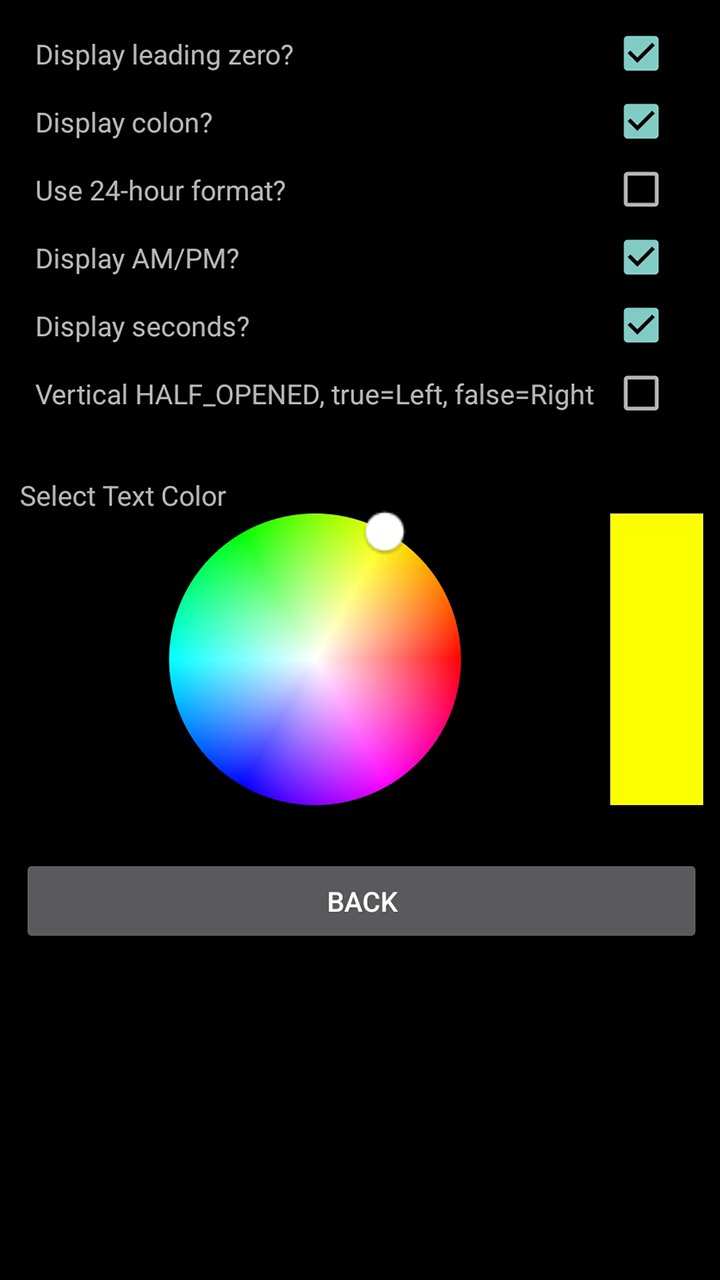 Display leading zero?
Display colon?
Use 24-hour format?
Display AM/PM?
Display seconds?
Vertical HALF_OPENED, true=Left, false=Right
Select Text Color
BACK